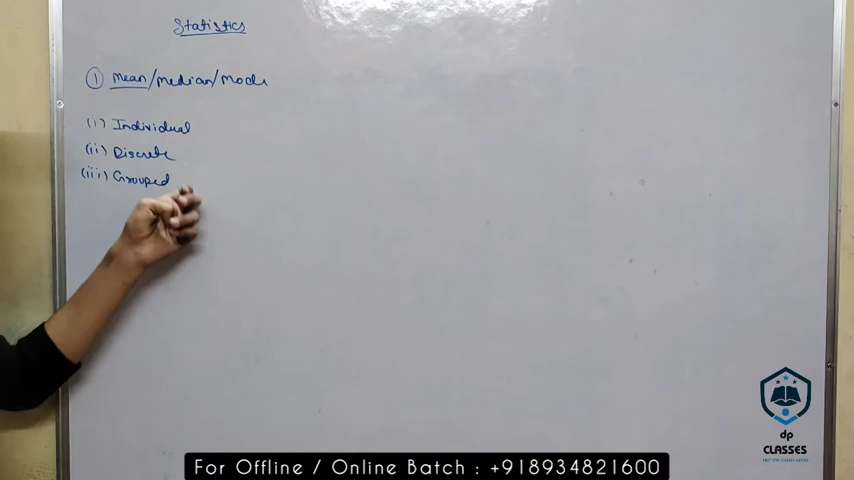 Statistics
① Mean/Median/Mode
(i) Individual
(ii) Discrete
(iii) Grouped
dp
CLASSES
For Offline / Online Batch : +918934821600